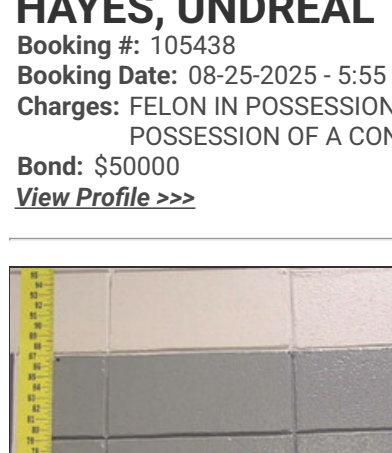 HAYES, UNDREAL
Booking #: 105438
Booking Date: 08-25-2025 - 5:55
Charges: FELON IN POSSESSION
POSSESSION OF A CON
Bond: $50000
View Profile >>>